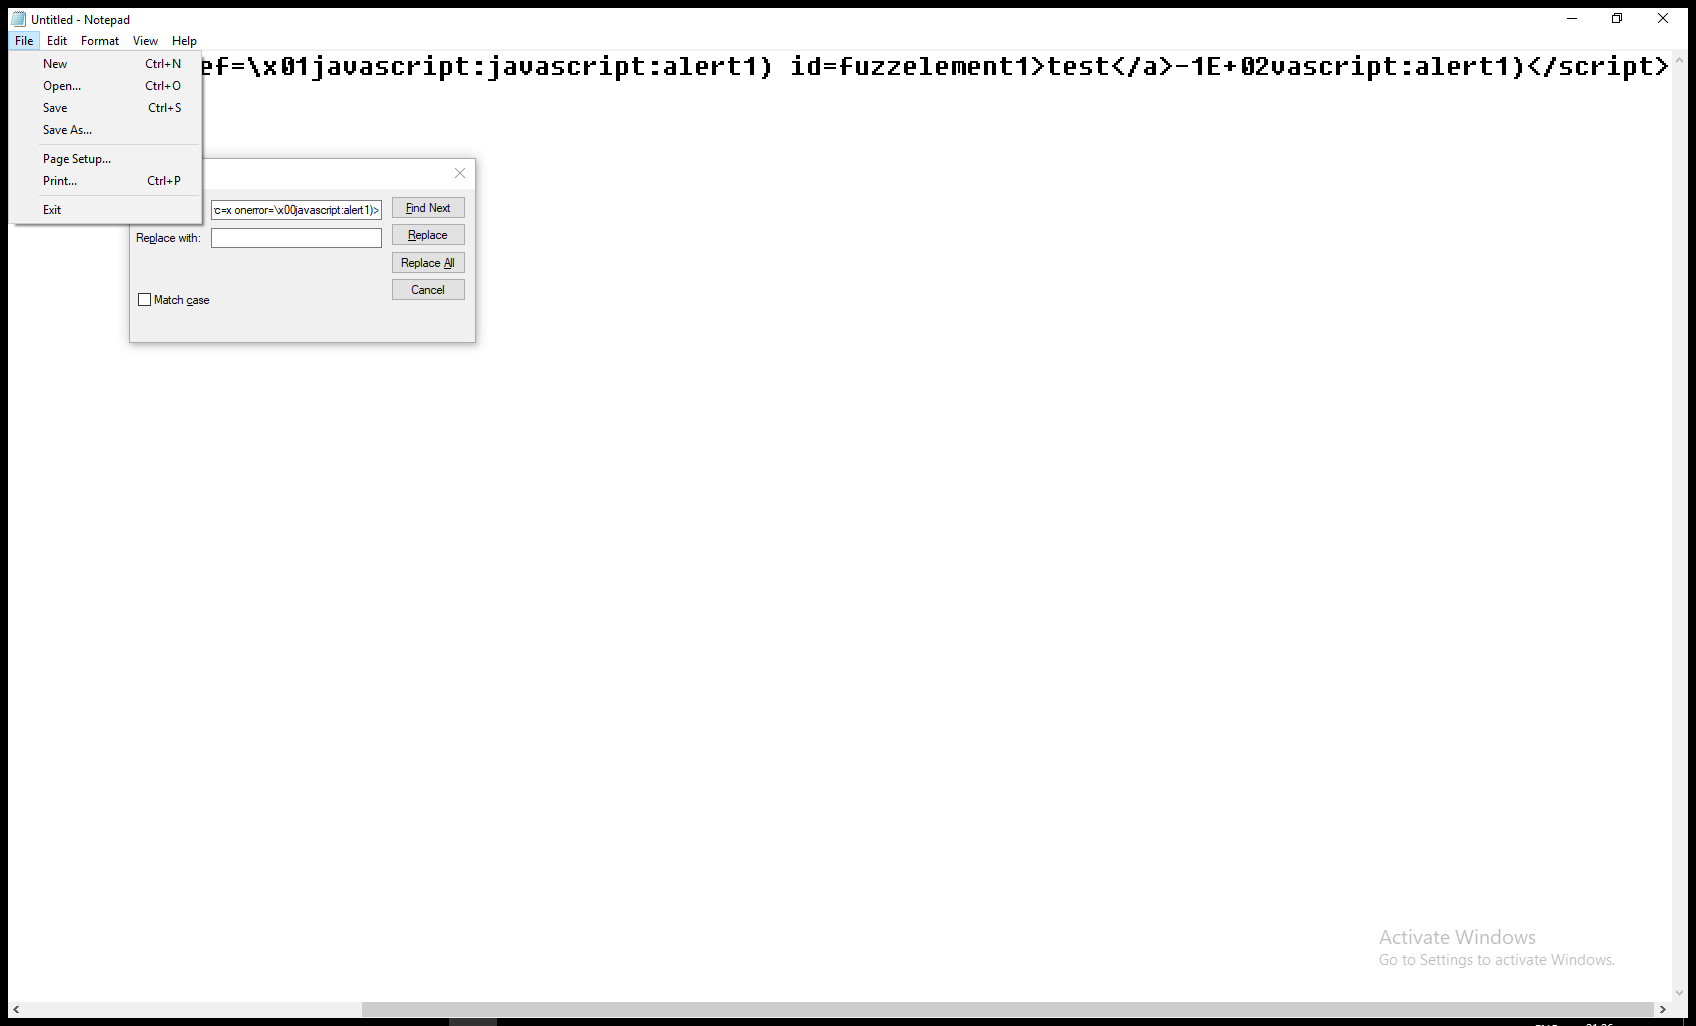 Untitled - Notepad
File Edit Format View Help
New Ctrl+N
Open... Ctrl+O
Save Ctrl+S
Save As...
Page Setup...
Print... Ctrl+P
Exit
ef=\x01javascript:javascript:alert1) id=fuzzelement1>test</a>-1E+02vascript:alert1)</script>
c=x onerror=\x00javascript:alert1)>
Find Next
Replace with:
Replace
Replace All
Cancel
Match case
Activate Windows
Go to Settings to activate Windows.